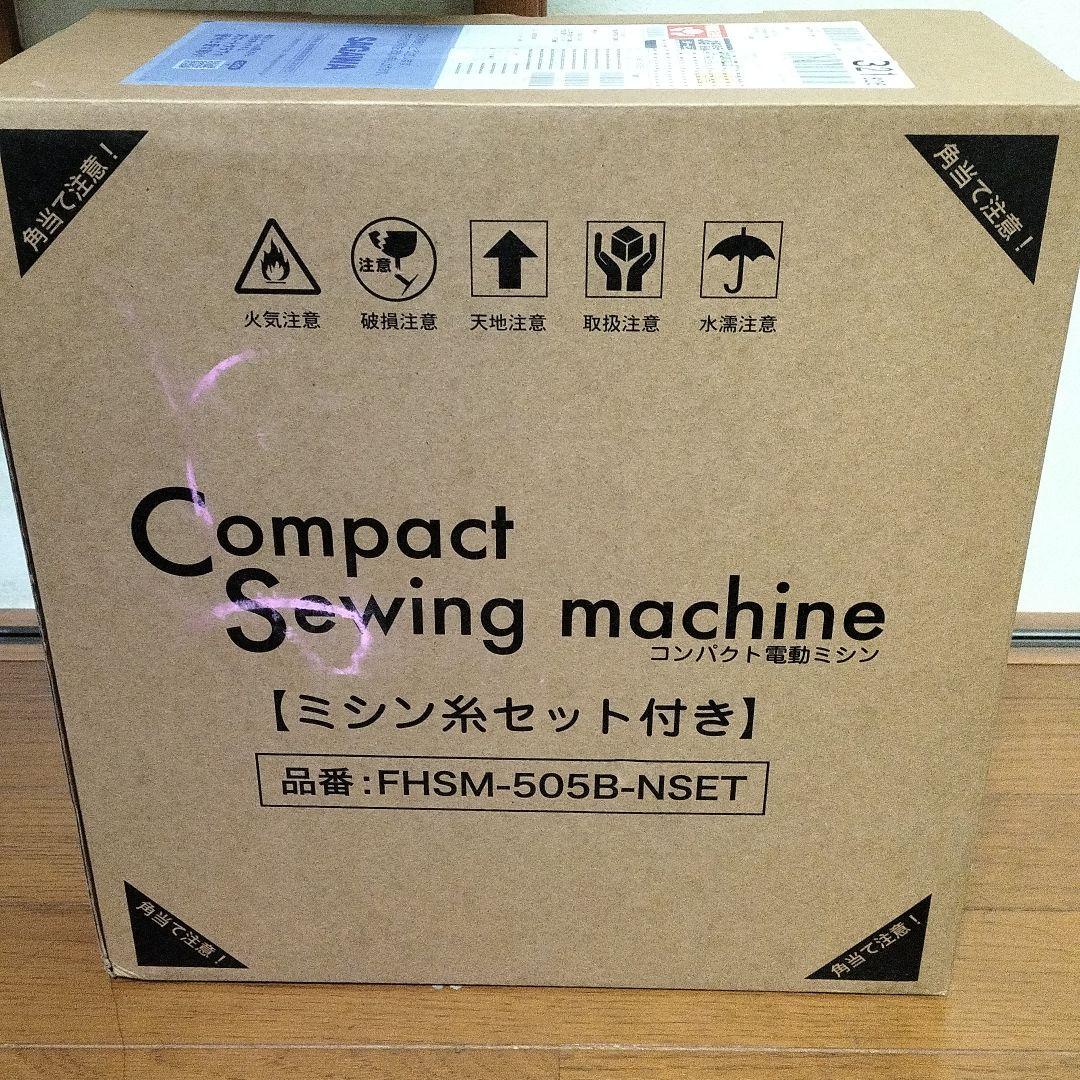 SAGAWA
321
角当て注意！
角当て注意！
注意
火気注意 破損注意 天地注意 取扱注意 水濡注意
Compact
Sewing machine
コンパクト電動ミシン
【ミシン糸セット付き】
品番:FHSM-505B-NSET
角当て注意！
角当て注意！